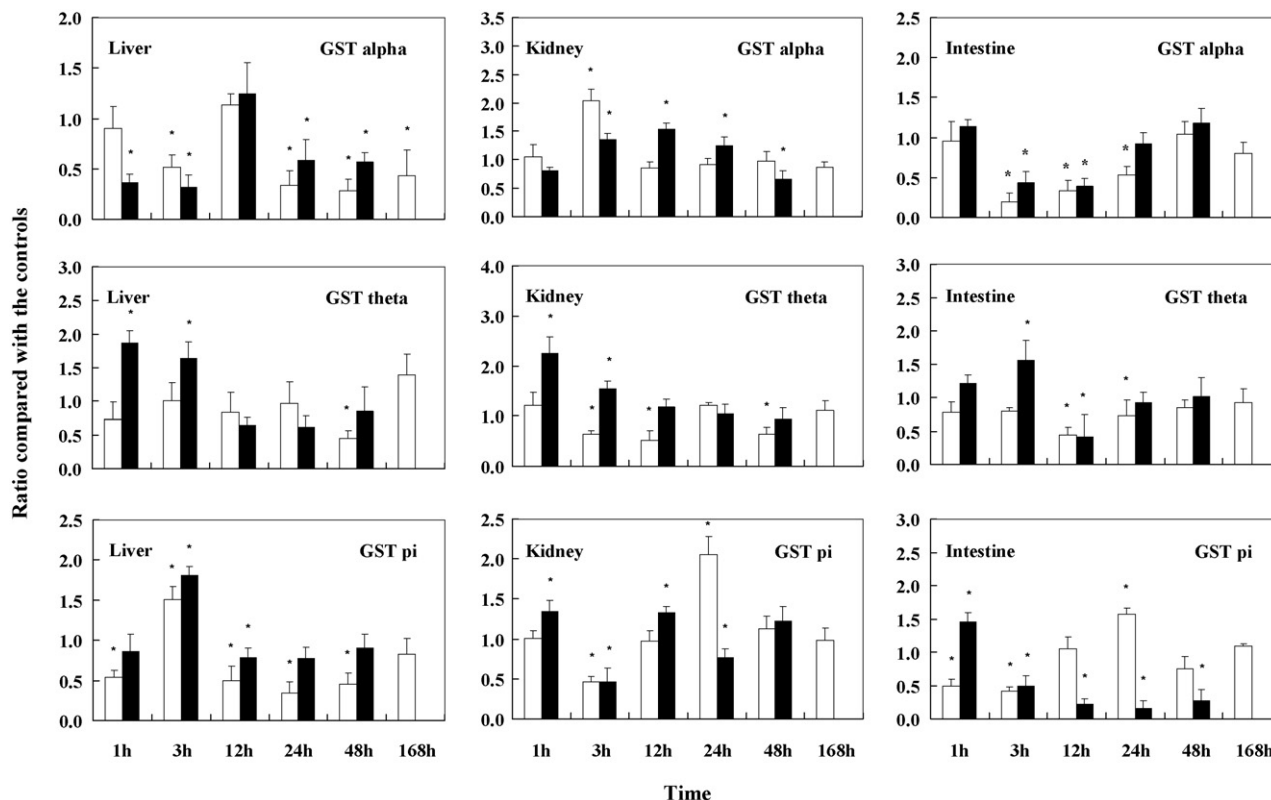 Ratio compared with the controls
Liver GST alpha
2.0
1.5
1.0
0.5
0.0
* * * * * * * *
Kidney GST alpha
3.5
3.0
2.5
2.0
1.5
1.0
0.5
0.0
* * * * *
Intestine GST alpha
2.5
2.0
1.5
1.0
0.5
0.0
* * * * *
Liver GST theta
3.0
2.5
2.0
1.5
1.0
0.5
0.0
* * *
Kidney GST theta
4.0
3.0
2.0
1.0
0.0
* * * * *
Intestine GST theta
3.0
2.5
2.0
1.5
1.0
0.5
0.0
* * * *
Liver GST pi
2.5
2.0
1.5
1.0
0.5
0.0
* * * * * * *
1h 3h 12h 24h 48h 168h
Kidney GST pi
2.5
2.0
1.5
1.0
0.5
0.0
* * * * * *
1h 3h 12h 24h 48h 168h
Intestine GST pi
3.0
2.5
2.0
1.5
1.0
0.5
0.0
* * * * * * * *
1h 3h 12h 24h 48h 168h
Time